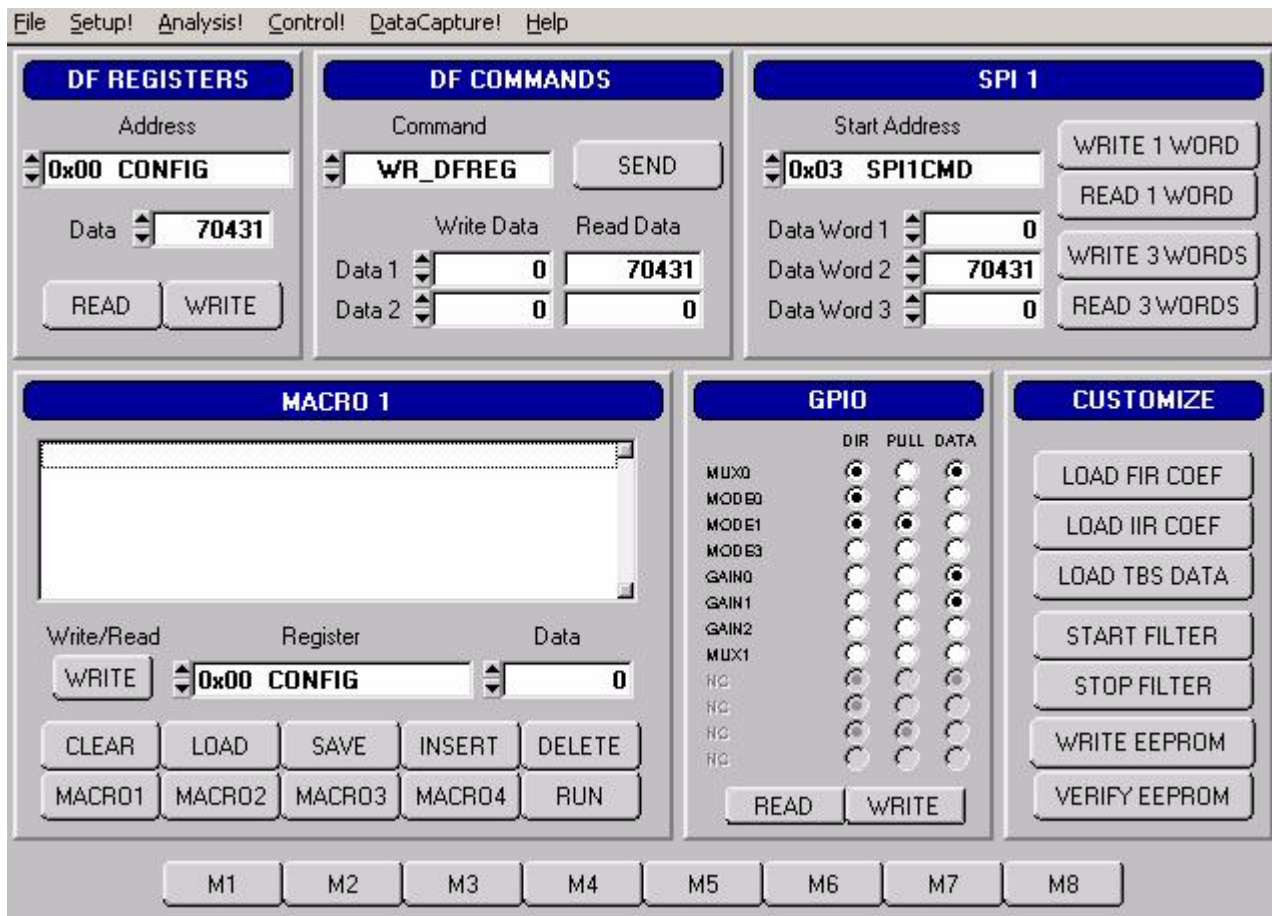 File Setup! Analysis! Control! DataCapture! Help
DF REGISTERS
Address
0x00 CONFIG
Data 70431
READ WRITE
DF COMMANDS
Command
WR_DFREG SEND
Write Data Read Data
Data 1 0 70431
Data 2 0 0
SPI 1
Start Address
0x03 SPI1CMD
WRITE 1 WORD
READ 1 WORD
Data Word 1 0
Data Word 2 70431
Data Word 3 0
WRITE 3 WORDS
READ 3 WORDS
MACRO 1
Write/Read Register Data
WRITE 0x00 CONFIG 0
CLEAR LOAD SAVE INSERT DELETE
MACRO1 MACRO2 MACRO3 MACRO4 RUN
GPIO
DIR PULL DATA
MUX0
MODE0
MODE1
MODE3
GAIN0
GAIN1
GAIN2
MUX1
NC
NC
NC
NC
READ WRITE
CUSTOMIZE
LOAD FIR COEF
LOAD IIR COEF
LOAD TBS DATA
START FILTER
STOP FILTER
WRITE EEPROM
VERIFY EEPROM
M1 M2 M3 M4 M5 M6 M7 M8